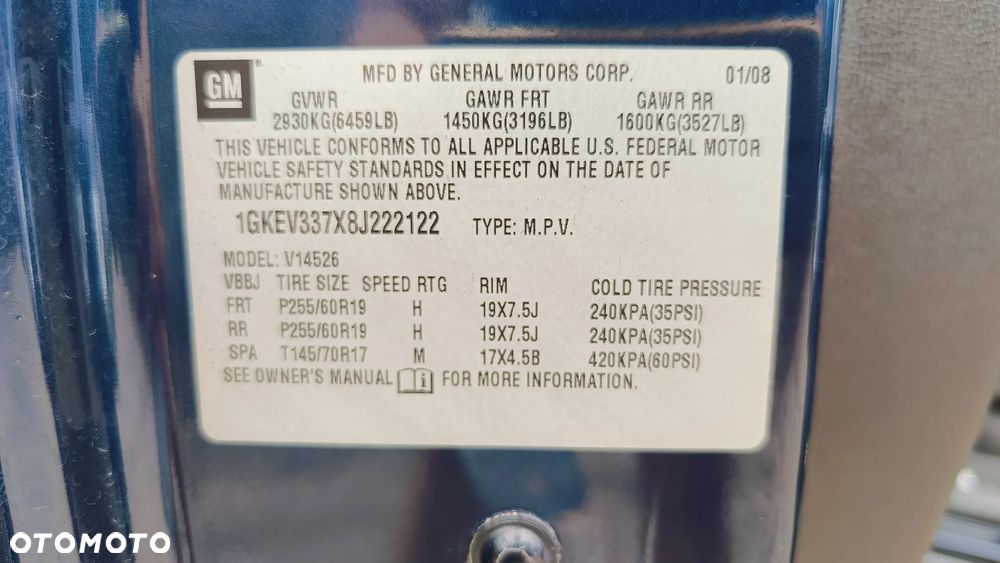 GM
MFD BY GENERAL MOTORS CORP. 01/08
GVWR GAWR FRT GAWR RR
2930KG(6459LB) 1450KG(3196LB) 1600KG(3527LB)
THIS VEHICLE CONFORMS TO ALL APPLICABLE U.S. FEDERAL MOTOR
VEHICLE SAFETY STANDARDS IN EFFECT ON THE DATE OF
MANUFACTURE SHOWN ABOVE.
1GKEV337X8J222122 TYPE: M.P.V.
MODEL: V14526
VBBJ TIRE SIZE SPEED RTG RIM COLD TIRE PRESSURE
FRT P255/60R19 H 19X7.5J 240KPA(35PSI)
RR P255/60R19 H 19X7.5J 240KPA(35PSI)
SPA T145/70R17 M 17X4.5B 420KPA(60PSI)
SEE OWNER'S MANUAL i FOR MORE INFORMATION.
OTOMOTO